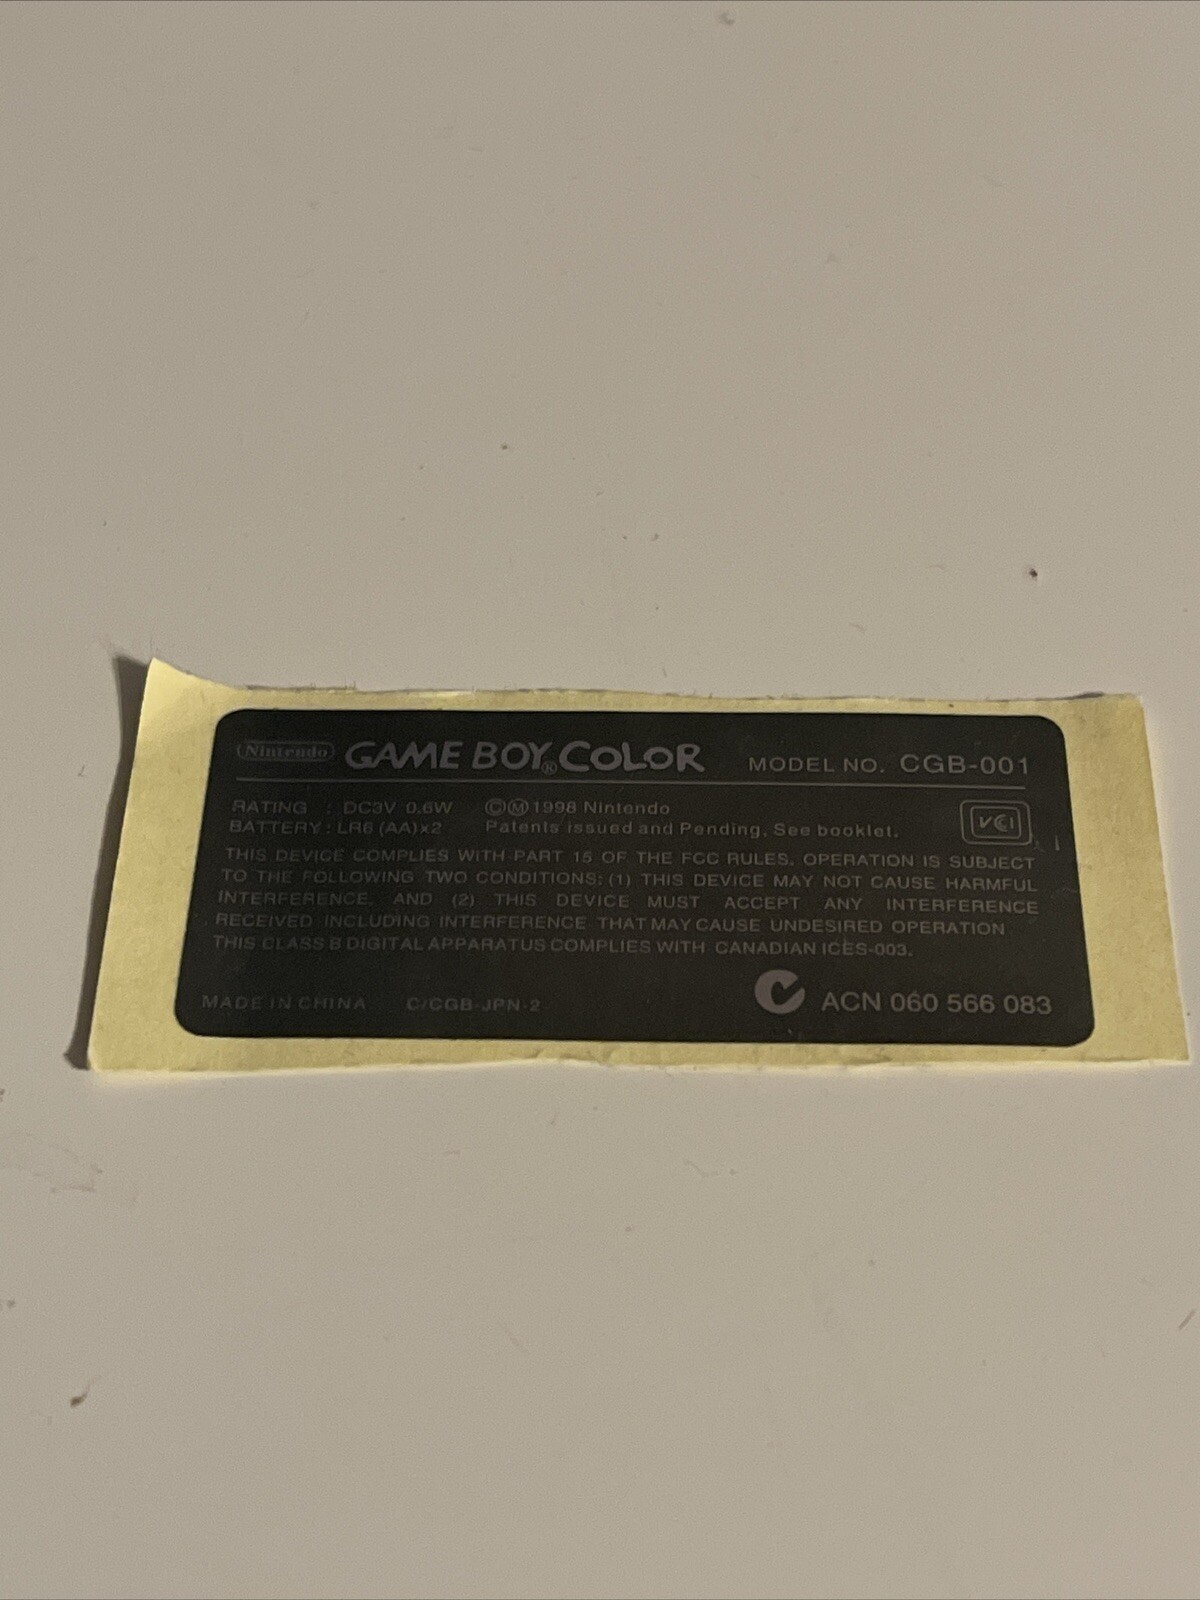 Nintendo GAME BOY® COLOR MODEL NO. CGB-001
RATING : DC3V 0.6W ©Ⓜ1998 Nintendo
BATTERY : LR6 (AA)x2 Patents issued and Pending. See booklet.
VCI
THIS DEVICE COMPLIES WITH PART 15 OF THE FCC RULES. OPERATION IS SUBJECT
TO THE FOLLOWING TWO CONDITIONS: (1) THIS DEVICE MAY NOT CAUSE HARMFUL
INTERFERENCE, AND (2) THIS DEVICE MUST ACCEPT ANY INTERFERENCE
RECEIVED INCLUDING INTERFERENCE THAT MAY CAUSE UNDESIRED OPERATION
THIS CLASS B DIGITAL APPARATUS COMPLIES WITH CANADIAN ICES-003.
MADE IN CHINA C/CGB-JPN-2 ACN 060 566 083